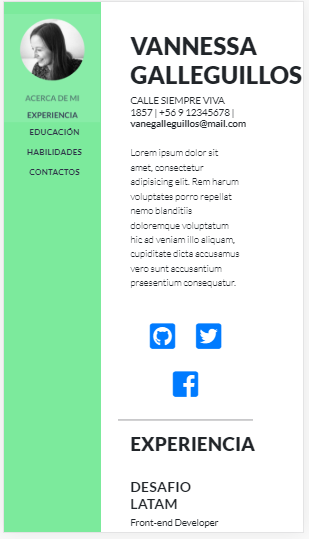 ACERCA DE MI
EXPERIENCIA
EDUCACIÓN
HABILIDADES
CONTACTOS
VANNESSA
GALLEGUILLOS
CALLE SIEMPRE VIVA
1857 | +56 9 12345678 |
vanegalleguillos@mail.com
Lorem ipsum dolor sit
amet, consectetur
adipisicing elit. Rem harum
voluptates porro repellat
nemo blanditiis
doloremque voluptatum
hic ad veniam illo aliquam,
cupiditate dicta accusamus
vero sunt accusantium
praesentium consequatur.
EXPERIENCIA
DESAFIO
LATAM
Front-end Developer